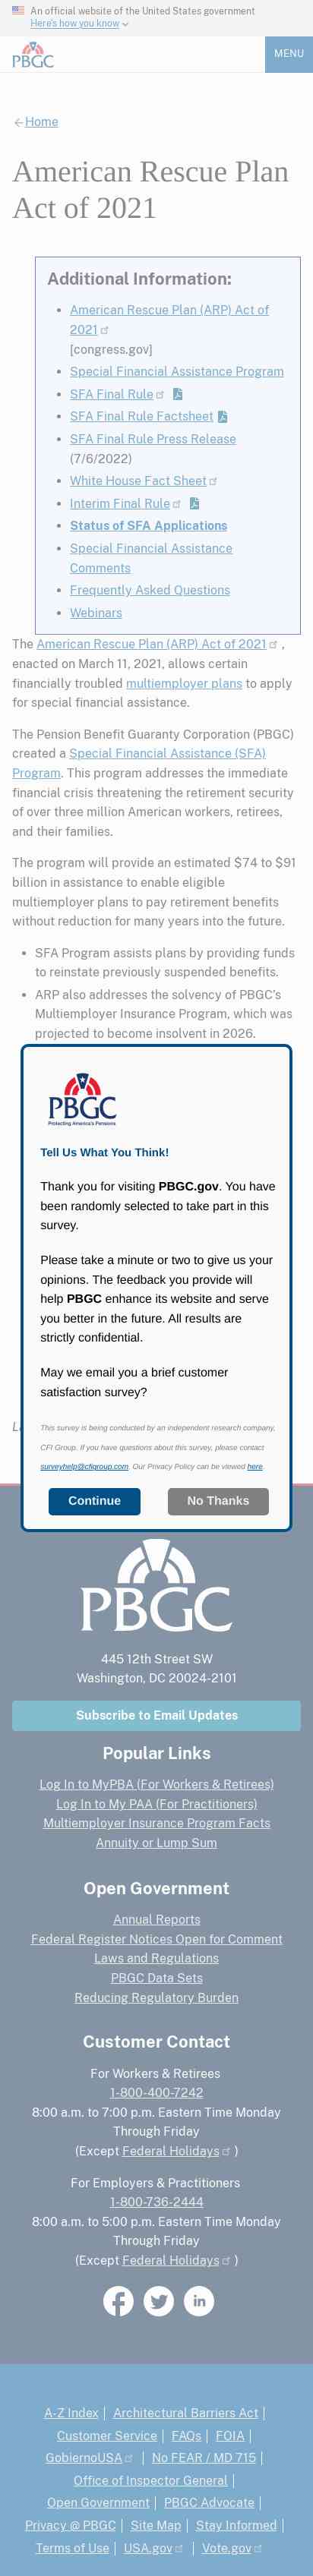 An official website of the United States government
Here's how you know
PBGC
MENU
Home
American Rescue Plan
Act of 2021
Additional Information:
American Rescue Plan (ARP) Act of
2021
[congress.gov]
Special Financial Assistance Program
SFA Final Rule
SFA Final Rule Factsheet
SFA Final Rule Press Release
(7/6/2022)
White House Fact Sheet
Interim Final Rule
Status of SFA Applications
Special Financial Assistance
Comments
Frequently Asked Questions
Webinars
The American Rescue Plan (ARP) Act of 2021 ,
enacted on March 11, 2021, allows certain
financially troubled multiemployer plans to apply
for special financial assistance.
The Pension Benefit Guaranty Corporation (PBGC)
created a Special Financial Assistance (SFA)
Program. This program addresses the immediate
financial crisis threatening the retirement security
of over three million American workers, retirees,
and their families.
The program will provide an estimated $74 to $91
billion in assistance to enable eligible
multiemployer plans to pay retirement benefits
without reduction for many years into the future.
SFA Program assists plans by providing funds
to reinstate previously suspended benefits.
ARP also addresses the solvency of PBGC's
Multiemployer Insurance Program, which was
projected to become insolvent in 2026.
PBGC
Protecting America's Pensions
Tell Us What You Think!
Thank you for visiting PBGC.gov. You have
been randomly selected to take part in this
survey.
Please take a minute or two to give us your
opinions. The feedback you provide will
help PBGC enhance its website and serve
you better in the future. All results are
strictly confidential.
May we email you a brief customer
satisfaction survey?
This survey is being conducted by an independent research company,
CFI Group. If you have questions about this survey, please contact
surveyhelp@cfigroup.com. Our Privacy Policy can be viewed here.
Continue
No Thanks
PBGC
445 12th Street SW
Washington, DC 20024-2101
Subscribe to Email Updates
Popular Links
Log In to MyPBA (For Workers & Retirees)
Log In to My PAA (For Practitioners)
Multiemployer Insurance Program Facts
Annuity or Lump Sum
Open Government
Annual Reports
Federal Register Notices Open for Comment
Laws and Regulations
PBGC Data Sets
Reducing Regulatory Burden
Customer Contact
For Workers & Retirees
1-800-400-7242
8:00 a.m. to 7:00 p.m. Eastern Time Monday
Through Friday
(Except Federal Holidays )
For Employers & Practitioners
1-800-736-2444
8:00 a.m. to 5:00 p.m. Eastern Time Monday
Through Friday
(Except Federal Holidays )
in
A-Z Index | Architectural Barriers Act |
Customer Service | FAQs | FOIA |
GobiernoUSA | No FEAR / MD 715 |
Office of Inspector General |
Open Government | PBGC Advocate |
Privacy @ PBGC | Site Map | Stay Informed |
Terms of Use | USA.gov | Vote.gov